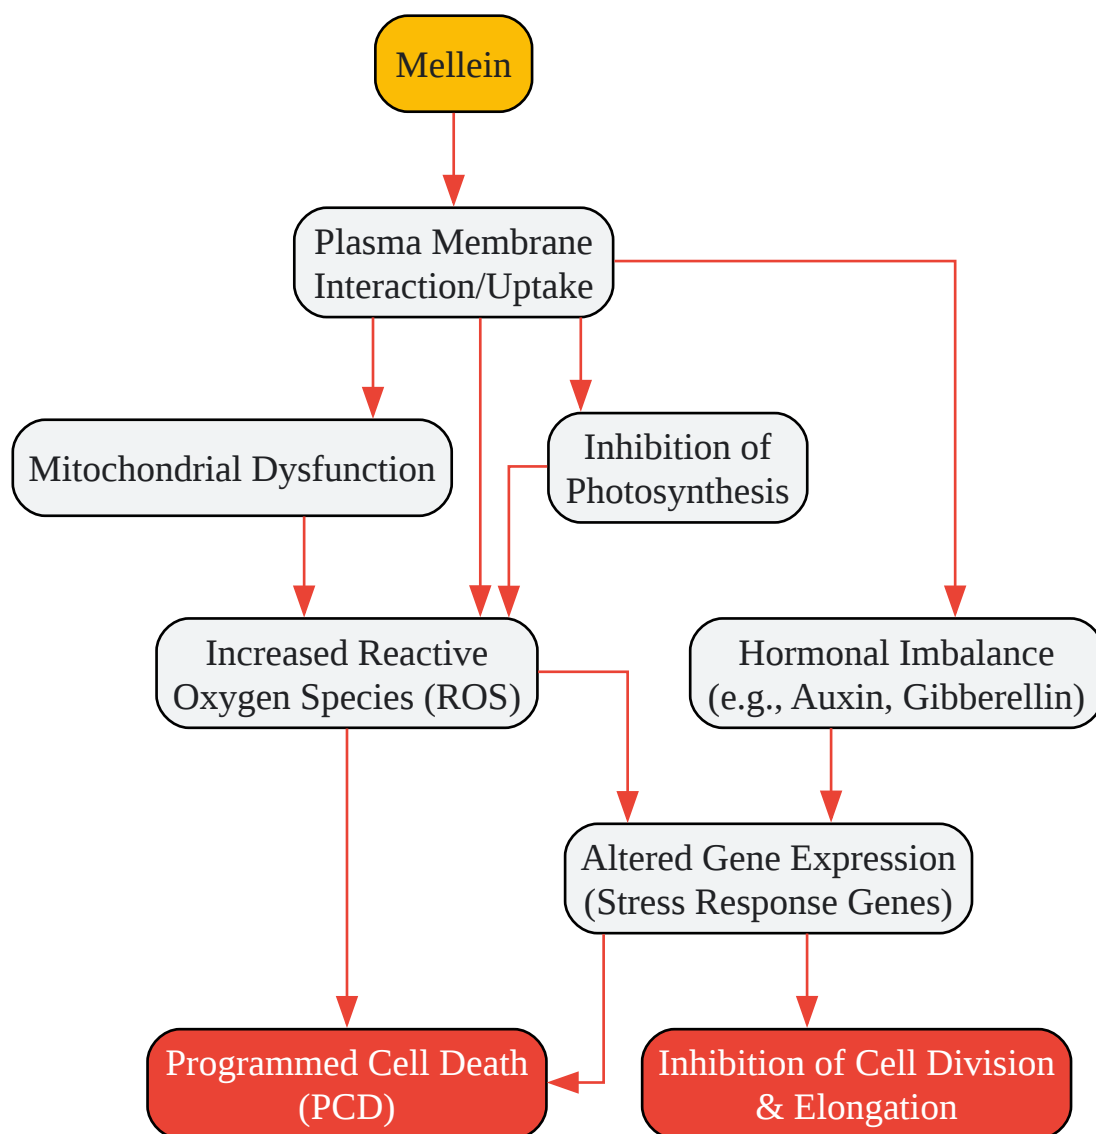 Mellein
Plasma Membrane
Interaction/Uptake
Mitochondrial Dysfunction
Inhibition of
Photosynthesis
Increased Reactive
Oxygen Species (ROS)
Hormonal Imbalance
(e.g., Auxin, Gibberellin)
Altered Gene Expression
(Stress Response Genes)
Programmed Cell Death
(PCD)
Inhibition of Cell Division
& Elongation